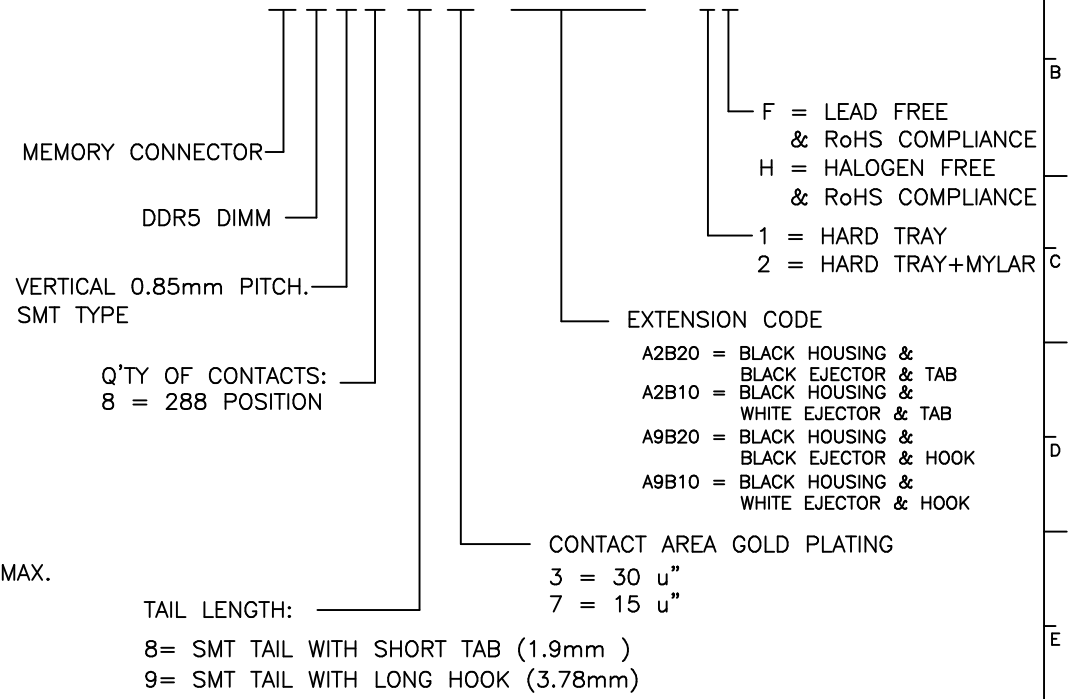 B
F = LEAD FREE
& RoHS COMPLIANCE
MEMORY CONNECTOR
H = HALOGEN FREE
& RoHS COMPLIANCE
DDR5 DIMM
1 = HARD TRAY
2 = HARD TRAY+MYLAR
C
VERTICAL 0.85mm PITCH.
SMT TYPE
EXTENSION CODE
A2B20 = BLACK HOUSING &
BLACK EJECTOR & TAB
A2B10 = BLACK HOUSING &
WHITE EJECTOR & TAB
A9B20 = BLACK HOUSING &
BLACK EJECTOR & HOOK
A9B10 = BLACK HOUSING &
WHITE EJECTOR & HOOK
Q'TY OF CONTACTS:
8 = 288 POSITION
D
CONTACT AREA GOLD PLATING
3 = 30 u"
7 = 15 u"
MAX.
TAIL LENGTH:
8= SMT TAIL WITH SHORT TAB (1.9mm )
9= SMT TAIL WITH LONG HOOK (3.78mm)
E